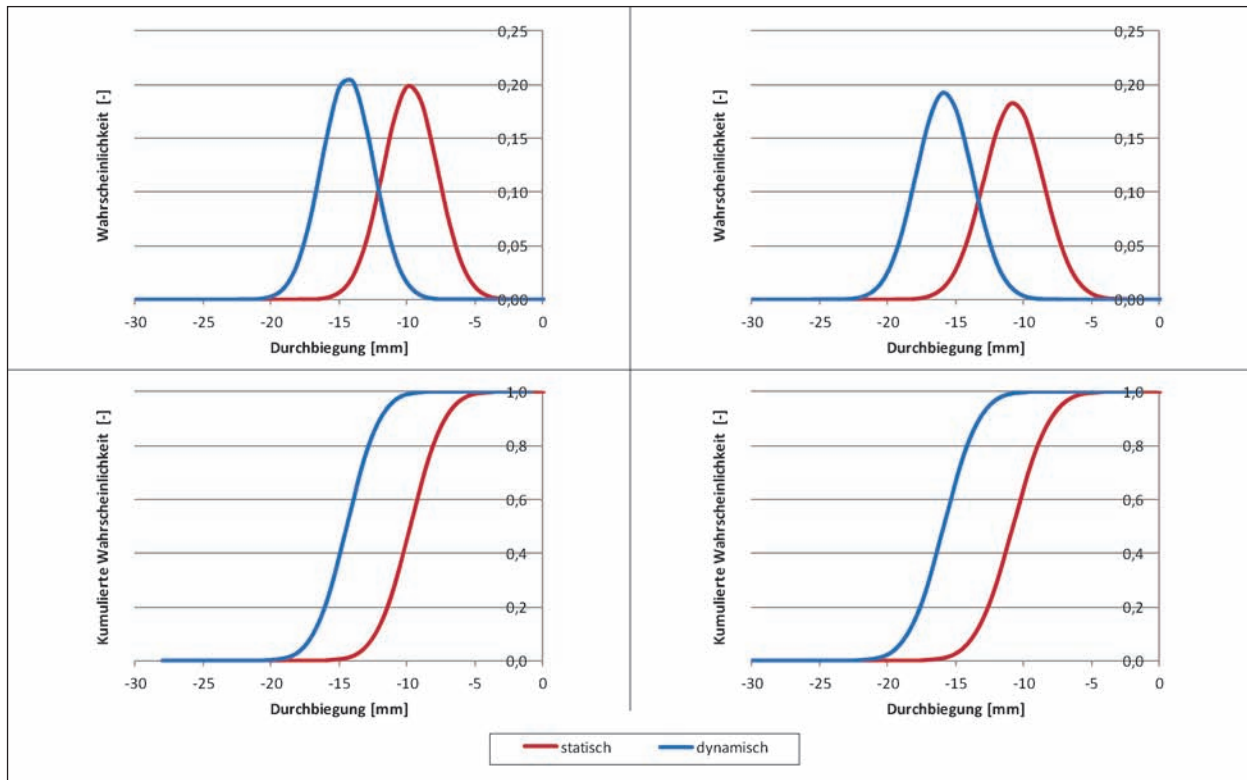 Wahrscheinlichkeit [-]
0,25
0,20
0,15
0,10
0,05
0,00
-30 -25 -20 -15 -10 -5 0
Durchbiegung [mm]
Wahrscheinlichkeit [-]
0,25
0,20
0,15
0,10
0,05
0,00
-30 -25 -20 -15 -10 -5 0
Durchbiegung [mm]
Kumulierte Wahrscheinlichkeit [-]
1,0
0,8
0,6
0,4
0,2
0,0
-30 -25 -20 -15 -10 -5 0
Durchbiegung [mm]
Kumulierte Wahrscheinlichkeit [-]
1,0
0,8
0,6
0,4
0,2
0,0
-30 -25 -20 -15 -10 -5 0
Durchbiegung [mm]
statisch dynamisch